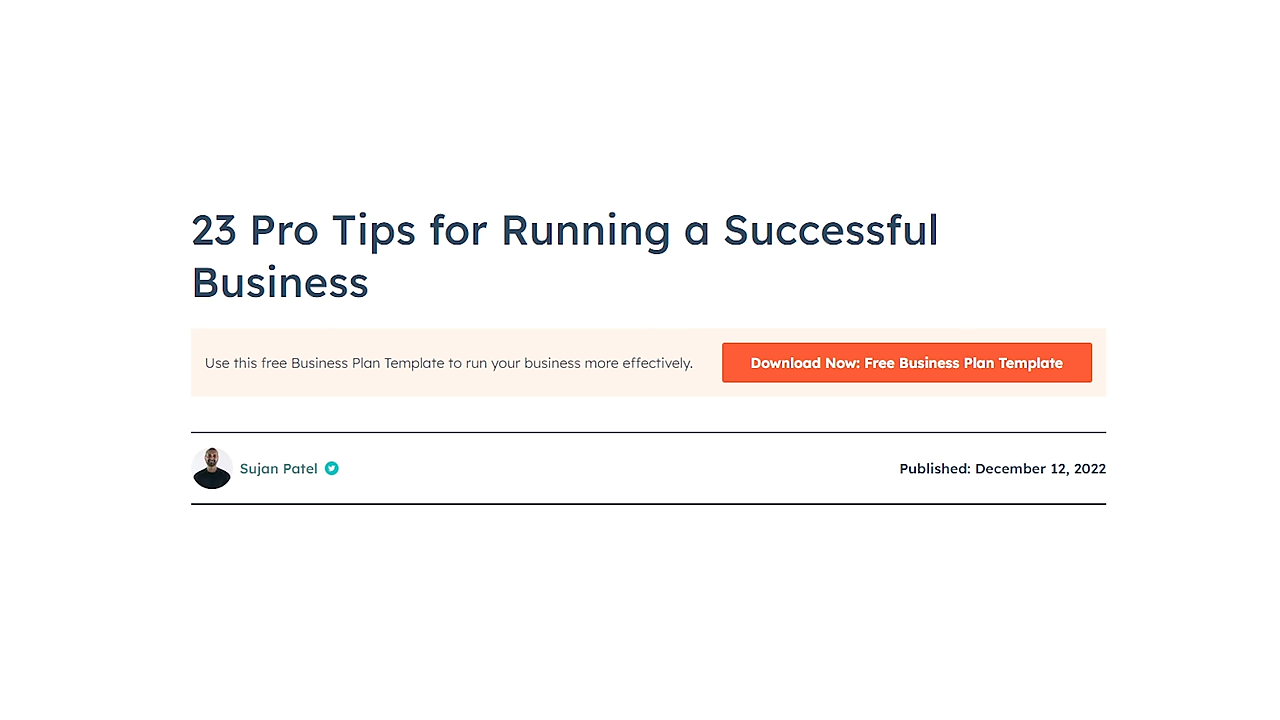 23 Pro Tips for Running a Successful
Business
Use this free Business Plan Template to run your business more effectively.
Download Now: Free Business Plan Template
Sujan Patel
Published: December 12, 2022